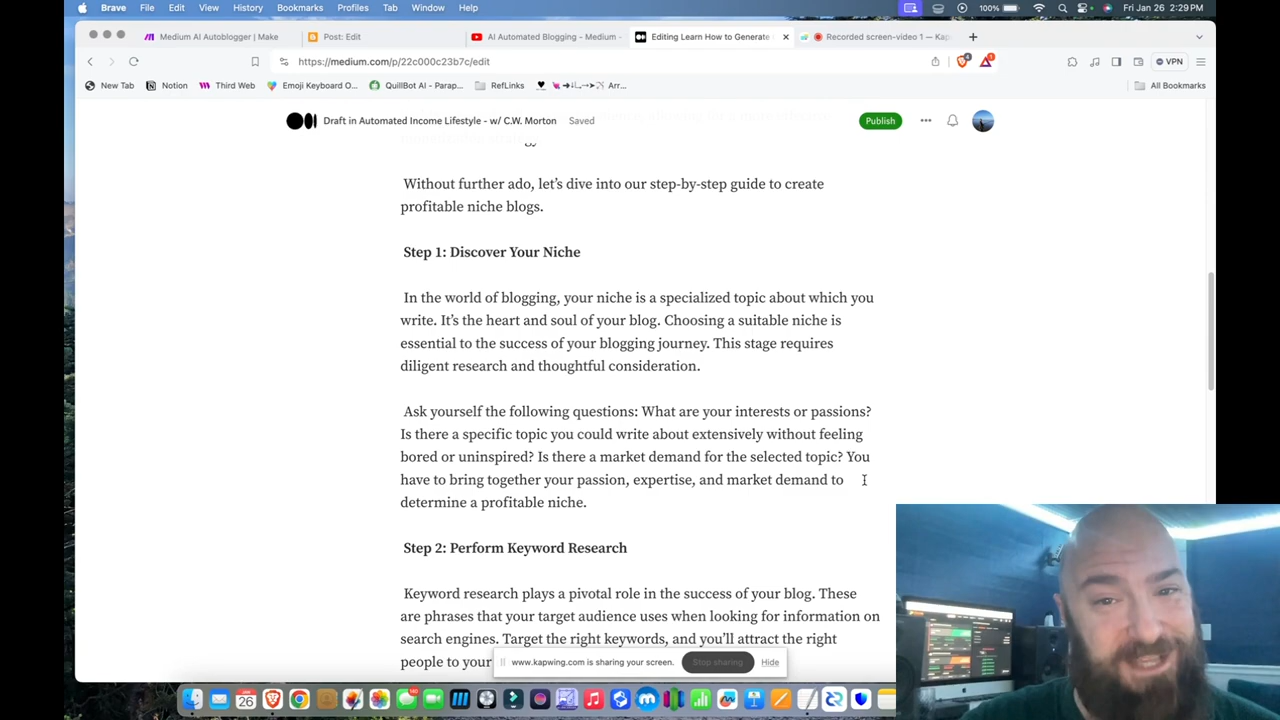 Brave File Edit View History Bookmarks Profiles Tab Window Help 100% Fri Jan 26 2:29 PM
Medium AI Autoblogger | Make Post: Edit AI Automated Blogging - Medium - Editing Learn How to Generate Recorded screen-video 1 — Kap
https://medium.com/p/22c000c23b7c/edit VPN
New Tab Notion Third Web Emoji Keyboard O... QuillBot AI - Parap... RefLinks Arr... All Bookmarks
Draft in Automated Income Lifestyle - w/ C.W. Morton Saved Publish
Without further ado, let's dive into our step-by-step guide to create
profitable niche blogs.
Step 1: Discover Your Niche
In the world of blogging, your niche is a specialized topic about which you
write. It's the heart and soul of your blog. Choosing a suitable niche is
essential to the success of your blogging journey. This stage requires
diligent research and thoughtful consideration.
Ask yourself the following questions: What are your interests or passions?
Is there a specific topic you could write about extensively without feeling
bored or uninspired? Is there a market demand for the selected topic? You
have to bring together your passion, expertise, and market demand to
determine a profitable niche.
Step 2: Perform Keyword Research
Keyword research plays a pivotal role in the success of your blog. These
are phrases that your target audience uses when looking for information on
search engines. Target the right keywords, and you'll attract the right
people to your
www.kapwing.com is sharing your screen. Stop sharing Hide
26